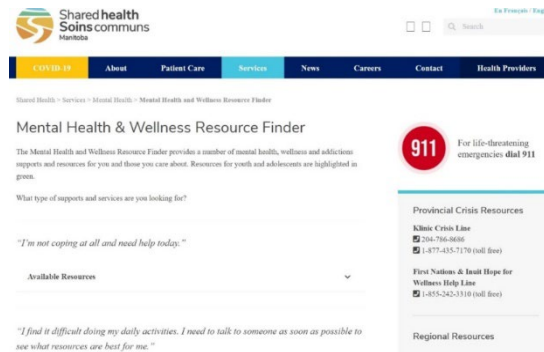 Shared health
Soins communs
Manitoba
En Français / Eng
Search
COVID-19 About Patient Care Services News Careers Contact Health Providers
Shared Health > Services > Mental Health > Mental Health and Wellness Resource Finder
Mental Health & Wellness Resource Finder
The Mental Health and Wellness Resource Finder provides a number of mental health, wellness and addictions
supports and resources for you and those you care about. Resources for youth and adolescents are highlighted in
green.
What type of supports and services are you looking for?
"I'm not coping at all and need help today."
Available Resources
"I find it difficult doing my daily activities. I need to talk to someone as soon as possible to
see what resources are best for me."
911
For life-threatening
emergencies dial 911
Provincial Crisis Resources
Klinic Crisis Line
204-786-8686
1-877-435-7170 (toll free)
First Nations & Inuit Hope for
Wellness Help Line
1-855-242-3310 (toll free)
Regional Resources